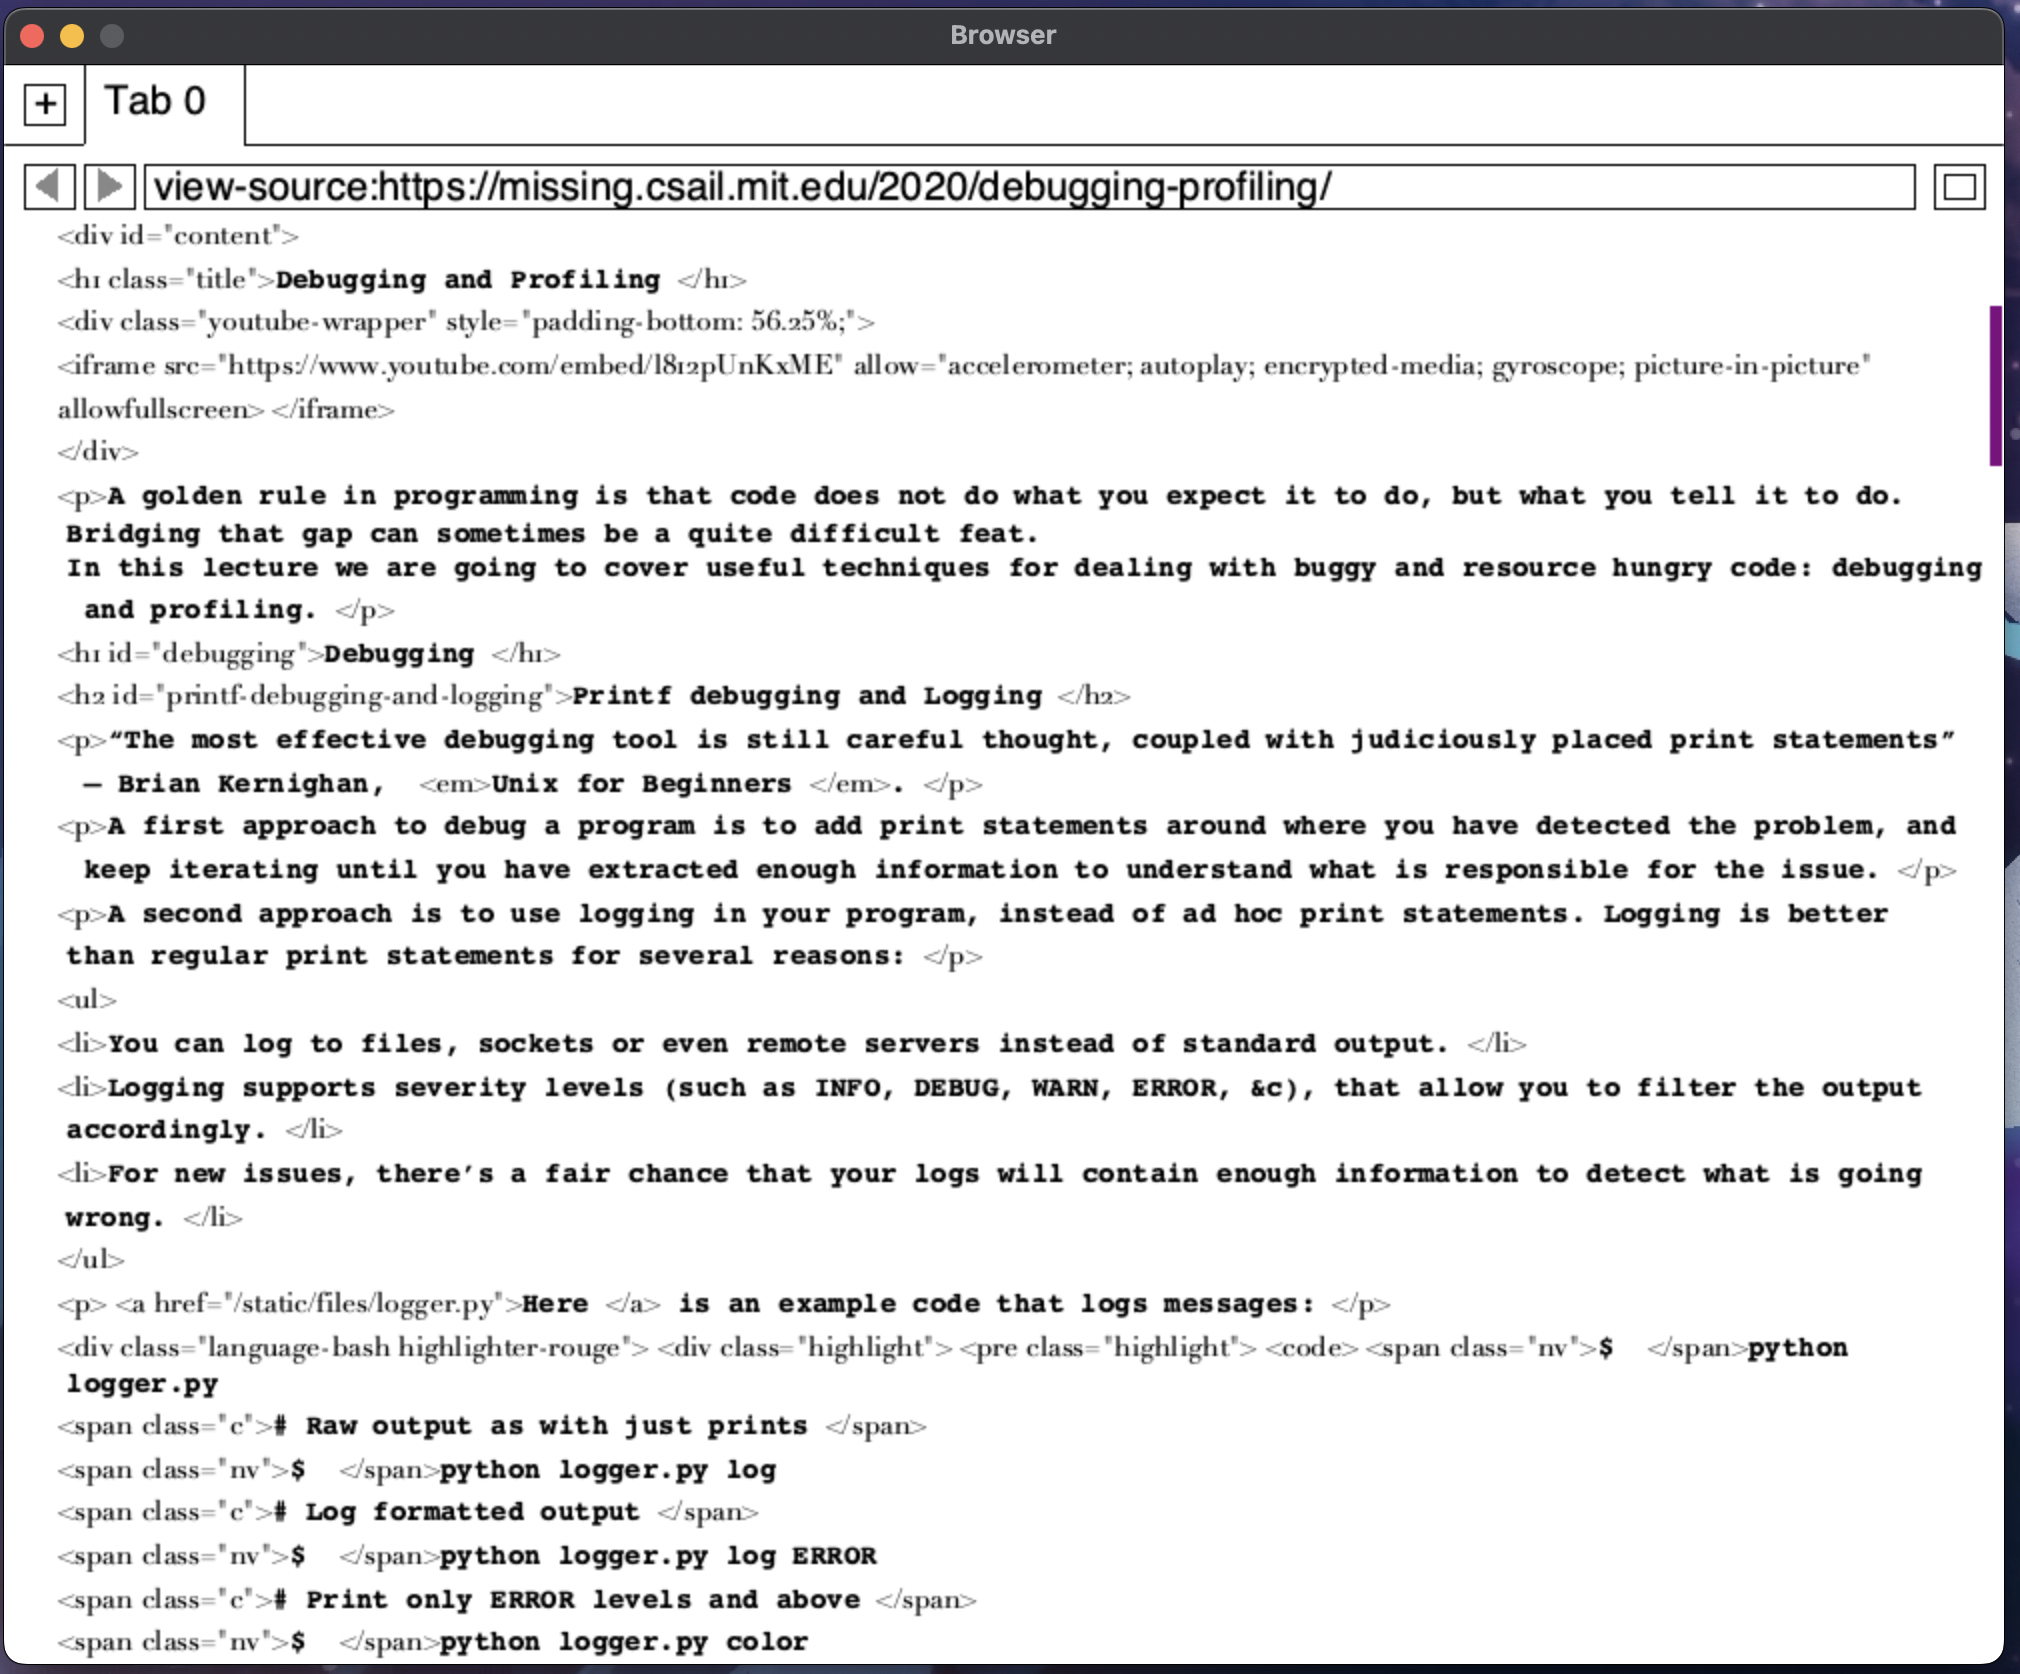 Browser
+ Tab 0
view-source:https://missing.csail.mit.edu/2020/debugging-profiling/
<div id="content">
<h1 class="title">Debugging and Profiling </h1>
<div class="youtube-wrapper" style="padding-bottom: 56.25%;">
<iframe src="https://www.youtube.com/embed/l812pUnKxME" allow="accelerometer; autoplay; encrypted-media; gyroscope; picture-in-picture"
allowfullscreen> </iframe>
</div>
<p>A golden rule in programming is that code does not do what you expect it to do, but what you tell it to do.
Bridging that gap can sometimes be a quite difficult feat.
In this lecture we are going to cover useful techniques for dealing with buggy and resource hungry code: debugging
and profiling. </p>
<h1 id="debugging">Debugging </h1>
<h2 id="printf-debugging-and-logging">Printf debugging and Logging </h2>
<p>“The most effective debugging tool is still careful thought, coupled with judiciously placed print statements”
— Brian Kernighan, <em>Unix for Beginners </em>. </p>
<p>A first approach to debug a program is to add print statements around where you have detected the problem, and
keep iterating until you have extracted enough information to understand what is responsible for the issue. </p>
<p>A second approach is to use logging in your program, instead of ad hoc print statements. Logging is better
than regular print statements for several reasons: </p>
<ul>
<li>You can log to files, sockets or even remote servers instead of standard output. </li>
<li>Logging supports severity levels (such as INFO, DEBUG, WARN, ERROR, &c), that allow you to filter the output
accordingly. </li>
<li>For new issues, there’s a fair chance that your logs will contain enough information to detect what is going
wrong. </li>
</ul>
<p> <a href="/static/files/logger.py">Here </a> is an example code that logs messages: </p>
<div class="language-bash highlighter-rouge"> <div class="highlight"> <pre class="highlight"> <code> <span class="nv">$ </span>python
logger.py
<span class="c"># Raw output as with just prints </span>
<span class="nv">$ </span>python logger.py log
<span class="c"># Log formatted output </span>
<span class="nv">$ </span>python logger.py log ERROR
<span class="c"># Print only ERROR levels and above </span>
<span class="nv">$ </span>python logger.py color